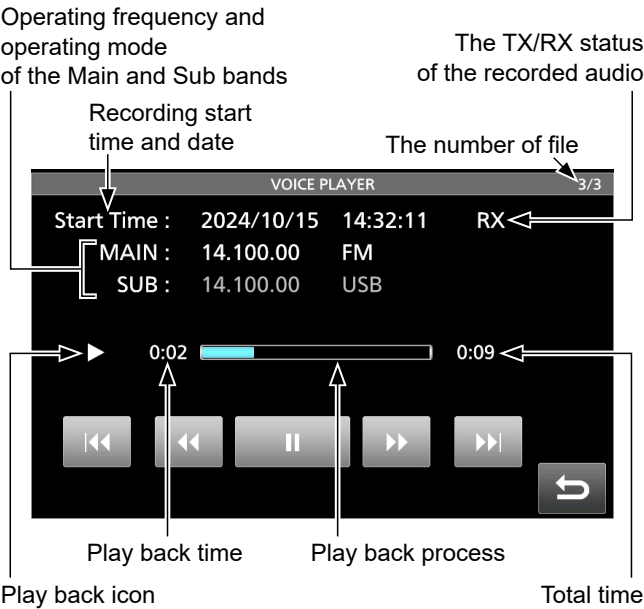 Operating frequency and
operating mode
of the Main and Sub bands
The TX/RX status
of the recorded audio
Recording start
time and date
The number of file
VOICE PLAYER 3/3
Start Time : 2024/10/15 14:32:11 RX
MAIN : 14.100.00 FM
SUB : 14.100.00 USB
0:02 0:09
Play back time Play back process
Play back icon Total time